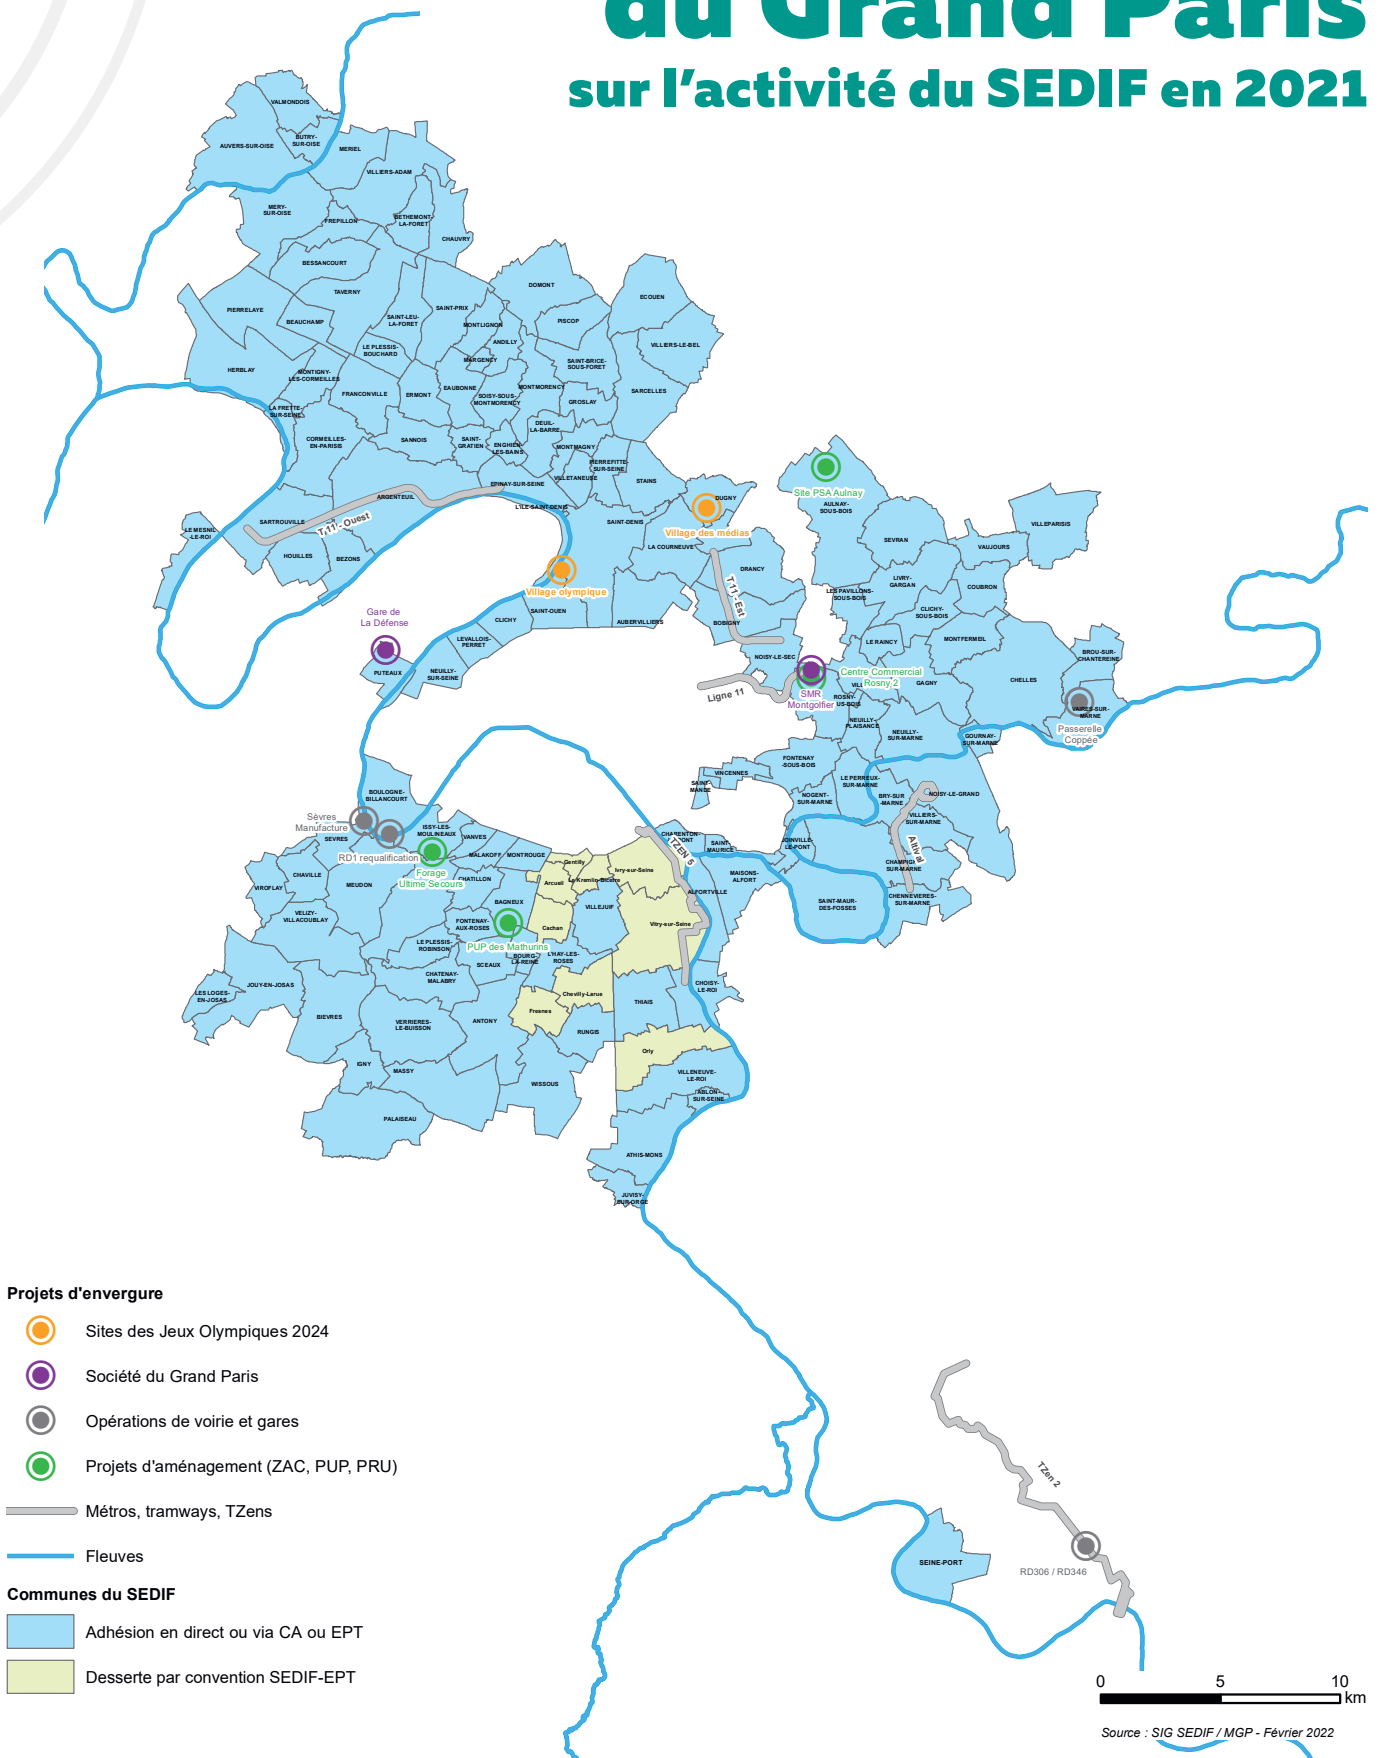 du Grand Paris
sur l'activité du SEDIF en 2021
VALMONDOIS
AUVERS-SUR-OISE
BUTRY-
SUR-OISE
MERIEL
VILLIERS-ADAM
MERY-
SUR-OISE
FREPILLON
BETHEMONT-
LA-FORET
CHAUVRY
BESSANCOURT
TAVERNY
DOMONT
ECOUEN
PIERRELAYE
BEAUCHAMP
SAINT-LEU-
LA-FORET
SAINT-PRIX
MONTLIGNON
PISCOP
ANDILLY
VILLIERS-LE-BEL
LE PLESSIS-
BOUCHARD
MARGENCY
SAINT-BRICE-
SOUS-FORET
HERBLAY
MONTIGNY-
LES-CORMEILLES
FRANCONVILLE
ERMONT
EAUBONNE
SOISY-SOUS-
MONTMORENCY
MONTMORENCY
GROSLAY
SARCELLES
LA FRETTE-
SUR-SEINE
CORMEILLES-
EN-PARISIS
SANNOIS
SAINT-
GRATIEN
ENGHIEN-
LES-BAINS
DEUIL-
LA-BARRE
MONTMAGNY
PIERREFITTE-
SUR-SEINE
VILLETANEUSE
STAINS
EPINAY-SUR-SEINE
ARGENTEUIL
L'ILE-SAINT-DENIS
SAINT-DENIS
DUGNY
Village des médias
LA COURNEUVE
Site PSA Aulnay
AULNAY-
SOUS-BOIS
SEVRAN
VILLEPARISIS
VAUJOURS
LE MESNIL
-LE-ROI
SARTROUVILLE
T 11 - Ouest
HOUILLES
BEZONS
Village olympique
DRANCY
T 11 - Est
LIVRY-
GARGAN
COUBRON
LES PAVILLONS-
SOUS-BOIS
CLICHY-
SOUS-BOIS
Gare de
La Défense
SAINT-OUEN
CLICHY
AUBERVILLIERS
BOBIGNY
LEVALLOIS-
PERRET
LE RAINCY
MONTFERMEIL
BROU-SUR-
CHANTEREINE
NOISY-LE-SEC
PUTEAUX
NEUILLY-
SUR-SEINE
Centre Commercial
Rosny 2
GAGNY
CHELLES
Ligne 11
SMR
Montgolfier
ROSNY-
US-BOIS
VAIRES-SUR-
MARNE
Passerelle
Coppée
NEUILLY-
PLAISANCE
NEUILLY-
SUR-MARNE
GOURNAY-
SUR-MARNE
FONTENAY
-SOUS-BOIS
VINCENNES
SAINT-
MANDE
LE PERREUX-
SUR-MARNE
NOGENT-
SUR-MARNE
BRY-SUR
-MARNE
NOISY-LE-GRAND
VILLIERS-
SUR-MARNE
Altival
BOULOGNE-
BILLANCOURT
Sèvres
Manufacture
SEVRES
RD1 requalification
ISSY-LES-
MOULINEAUX
VANVES
MALAKOFF
MONTROUGE
Forage
Ultime Secours
CHATILLON
CHAVILLE
VIROFLAY
MEUDON
VELIZY-
VILLACOUBLAY
Gentilly
Arcueil
Le Kremlin-Bicetre
Ivry-sur-Seine
TZEN 5
CHARENTON-
PONT
SAINT-
MAURICE
JOINVILLE-
LE-PONT
MAISONS-
ALFORT
ALFORTVILLE
CHAMPIG
SUR-MARNE
CHENNEVIERES-
SUR-MARNE
SAINT-MAUR-
DES-FOSSES
BAGNEUX
VILLEJUIF
Vitry-sur-Seine
FONTENAY-
AUX-ROSES
Cachan
PUP des Mathurins
LE PLESSIS-
ROBINSON
BOURG-
LA-REINE
L'HAY-LES-
ROSES
SCEAUX
CHATENAY-
MALABRY
Chevilly-Larue
CHOISY-
LE-ROI
THIAIS
LES LOGES-
EN-JOSAS
JOUY-EN-JOSAS
BIEVRES
VERRIERES-
LE-BUISSON
ANTONY
Fresnes
RUNGIS
Orly
IGNY
MASSY
WISSOUS
VILLENEUVE-
LE-ROI
ABLON-
SUR-SEINE
PALAISEAU
ATHIS-MONS
JUVISY-
SUR-ORGE
Projets d'envergure
Sites des Jeux Olympiques 2024
Société du Grand Paris
Opérations de voirie et gares
Projets d'aménagement (ZAC, PUP, PRU)
Métros, tramways, TZens
Fleuves
Communes du SEDIF
Adhésion en direct ou via CA ou EPT
Desserte par convention SEDIF-EPT
TZen 2
SEINE-PORT
RD306 / RD346
0 5 10
km
Source : SIG SEDIF / MGP - Février 2022